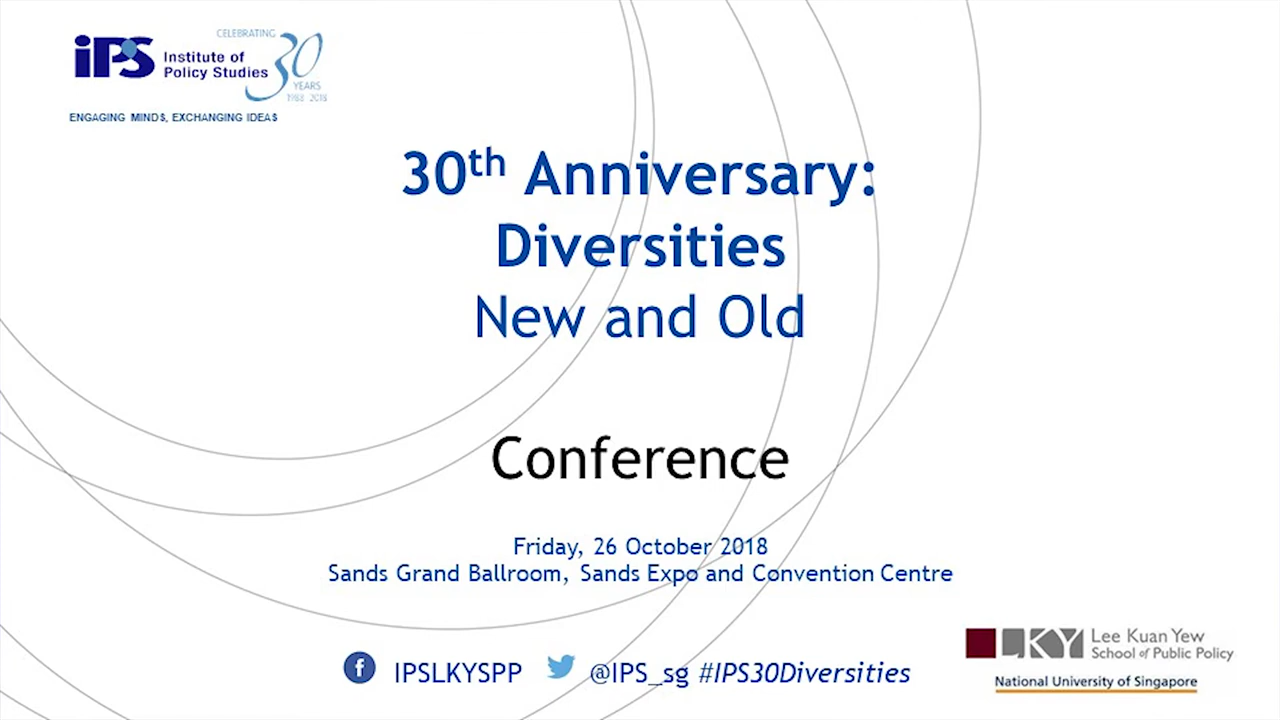 iPS Institute of
Policy Studies
CELEBRATING
30
YEARS
1988 2018
ENGAGING MINDS, EXCHANGING IDEAS
30th Anniversary:
Diversities
New and Old
Conference
Friday, 26 October 2018
Sands Grand Ballroom, Sands Expo and Convention Centre
f IPSLKYSPP @IPS_sg #IPS30Diversities
LKY Lee Kuan Yew
School of Public Policy
National University of Singapore